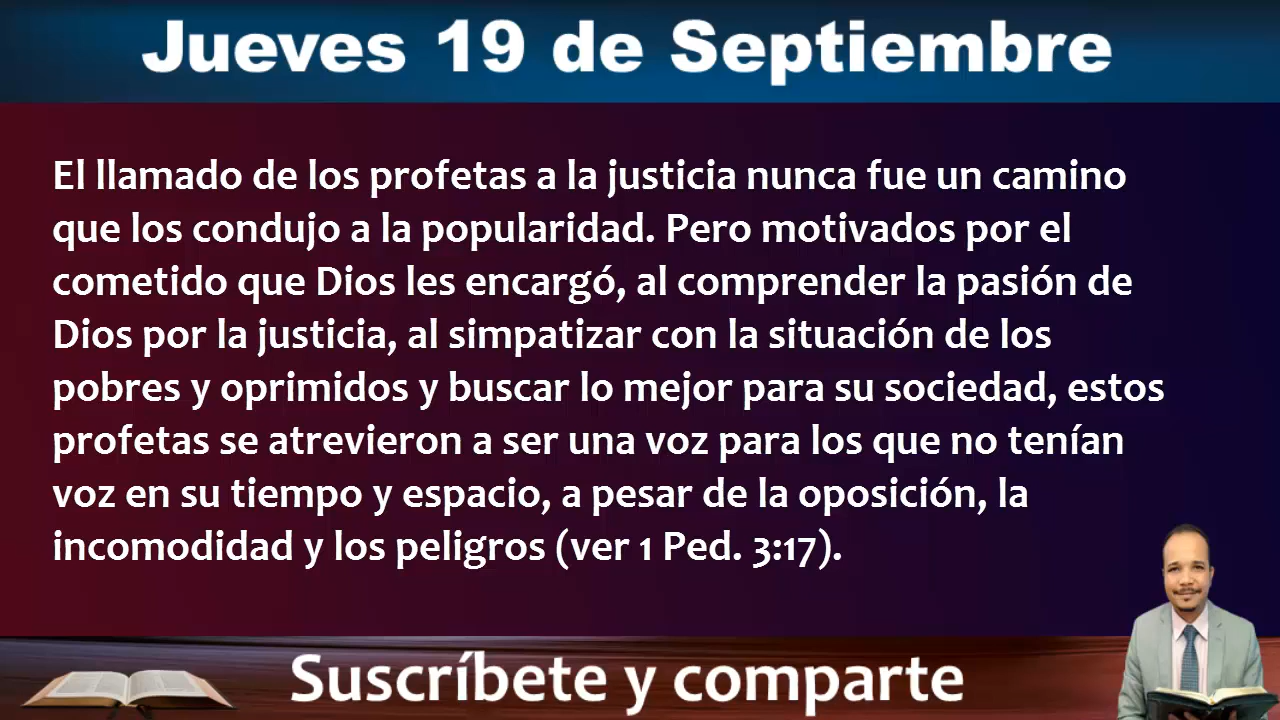 Jueves 19 de Septiembre
El llamado de los profetas a la justicia nunca fue un camino
que los condujo a la popularidad. Pero motivados por el
cometido que Dios les encargó, al comprender la pasión de
Dios por la justicia, al simpatizar con la situación de los
pobres y oprimidos y buscar lo mejor para su sociedad, estos
profetas se atrevieron a ser una voz para los que no tenían
voz en su tiempo y espacio, a pesar de la oposición, la
incomodidad y los peligros (ver 1 Ped. 3:17).
Suscríbete y comparte